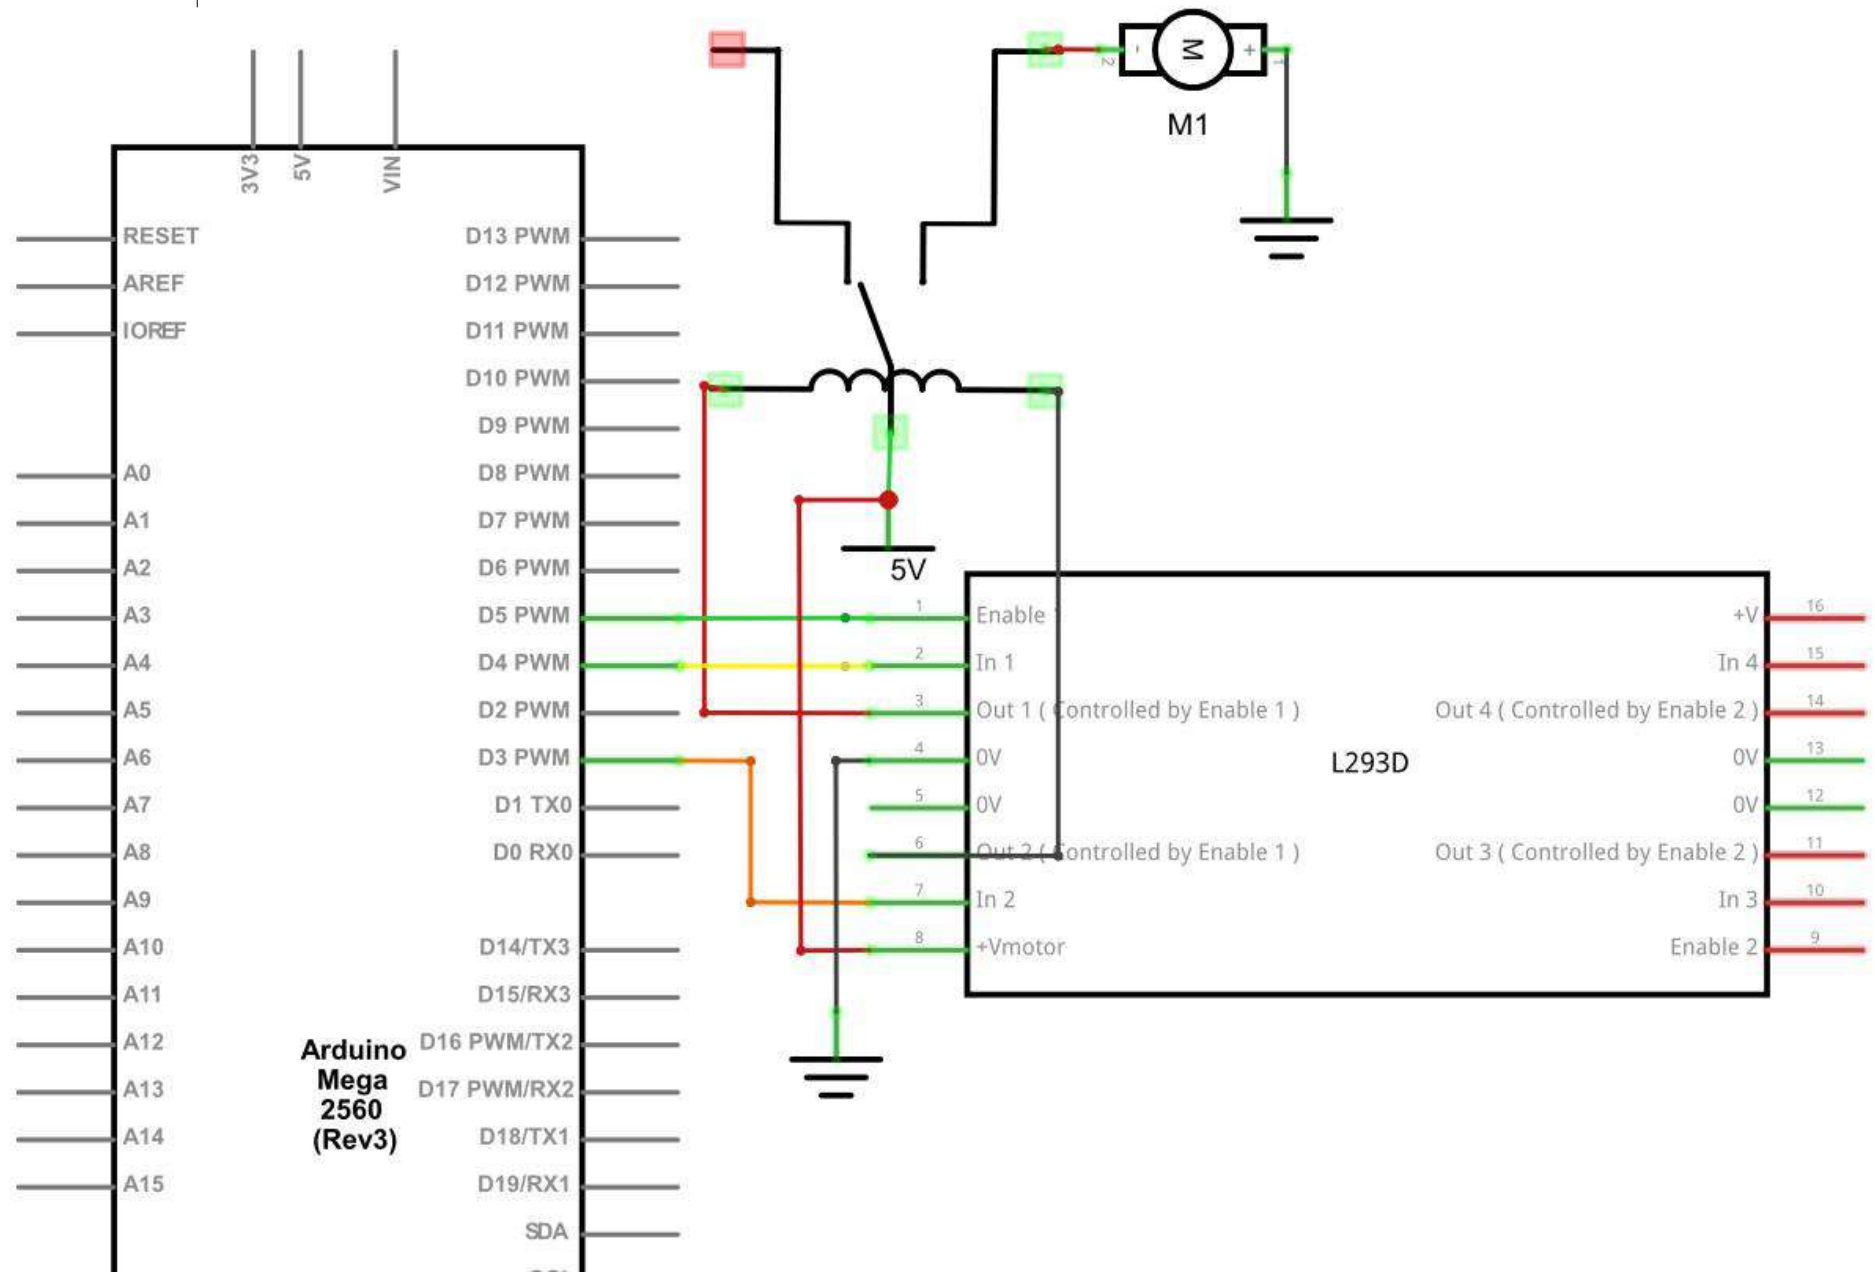 M
-
+
2
1
M1
3V3
5V
VIN
RESET
AREF
IOREF
A0
A1
A2
A3
A4
A5
A6
A7
A8
A9
A10
A11
A12
A13
A14
A15
D13 PWM
D12 PWM
D11 PWM
D10 PWM
D9 PWM
D8 PWM
D7 PWM
D6 PWM
D5 PWM
D4 PWM
D2 PWM
D3 PWM
D1 TX0
D0 RX0
D14/TX3
D15/RX3
D16 PWM/TX2
D17 PWM/RX2
D18/TX1
D19/RX1
SDA
Arduino
Mega
2560
(Rev3)
5V
1 Enable
2 In 1
3 Out 1 ( Controlled by Enable 1 )
4 0V
5 0V
6 Out 2 ( Controlled by Enable 1 )
7 In 2
8 +Vmotor
L293D
+V 16
In 4 15
Out 4 ( Controlled by Enable 2 ) 14
0V 13
0V 12
Out 3 ( Controlled by Enable 2 ) 11
In 3 10
Enable 2 9